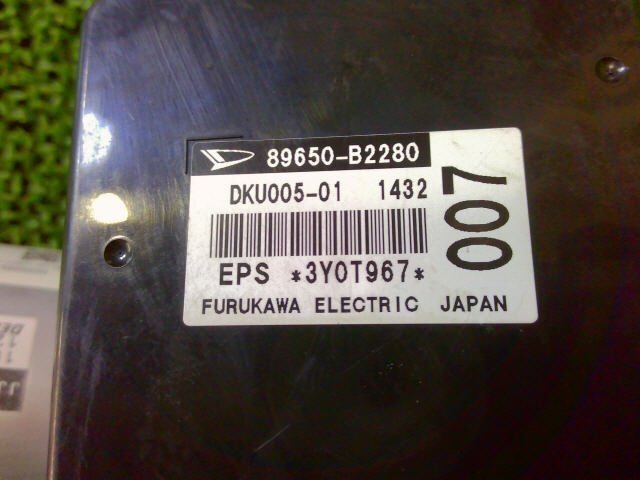 89650-B2280
DKU005-01 1432
007
EPS *3Y0T967*
FURUKAWA ELECTRIC JAPAN